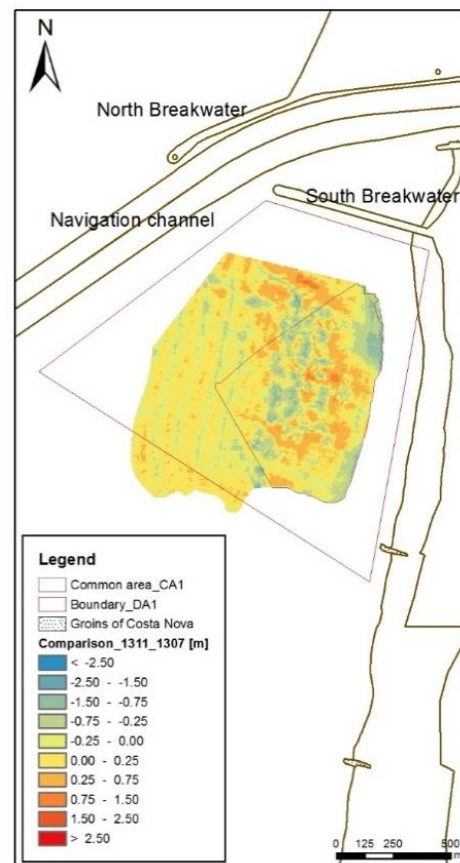 N
North Breakwater
South Breakwater
Navigation channel
Legend
Common area_CA1
Boundary_DA1
Groins of Costa Nova
Comparison_1311_1307 [m]
< -2.50
-2.50 - -1.50
-1.50 - -0.75
-0.75 - -0.25
-0.25 - 0.00
0.00 - 0.25
0.25 - 0.75
0.75 - 1.50
1.50 - 2.50
> 2.50
0 125 250 500
m